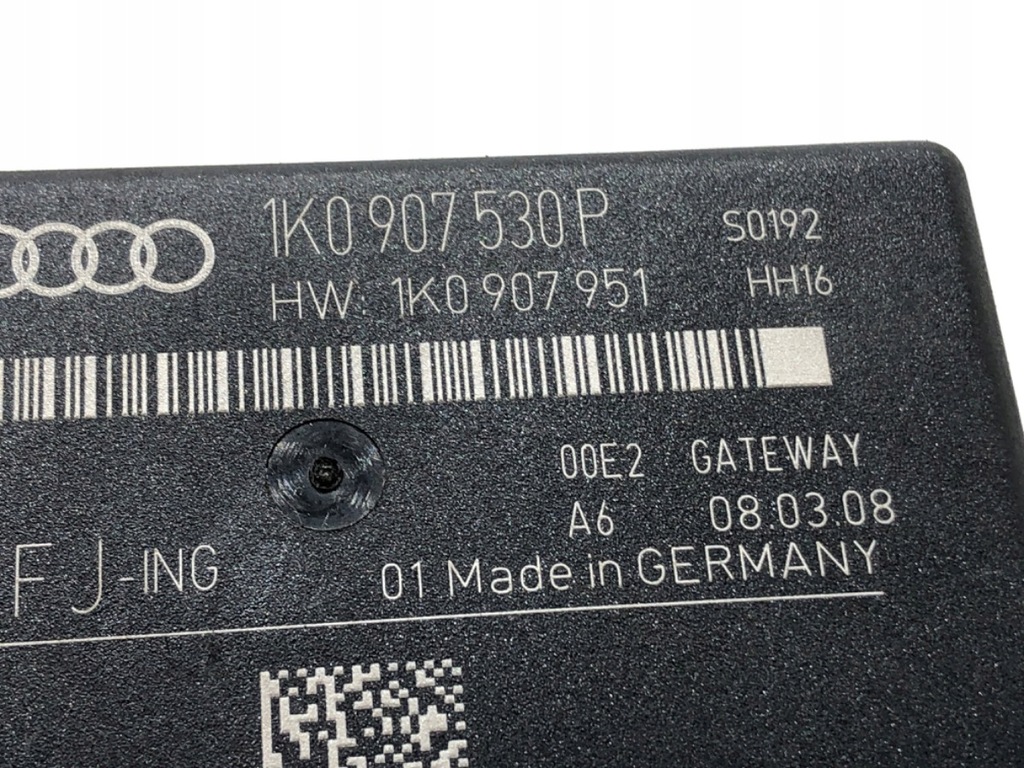 1K0 907 530 P S0192
HW: 1K0 907 951 HH16
00E2 GATEWAY
A6 08.03.08
F J-ING 01 Made in GERMANY